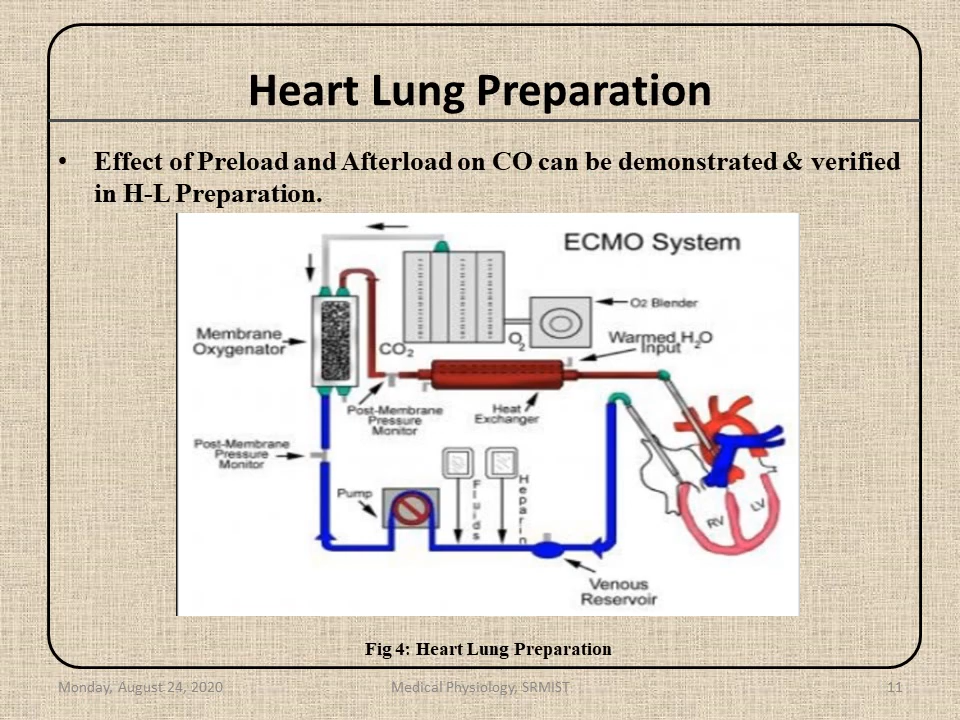 Heart Lung Preparation
• Effect of Preload and Afterload on CO can be demonstrated & verified
in H-L Preparation.
ECMO System
O2 Blender
Membrane
Oxygenator
CO2
O2
Warmed H2O
Input
Post-Membrane
Pressure
Monitor
Heat
Exchanger
Post-Membrane
Pressure
Monitor
Pump
Fluids
Heparin
RV
LV
Venous
Reservoir
Fig 4: Heart Lung Preparation
Monday, August 24, 2020
Medical Physiology, SRMIST
11